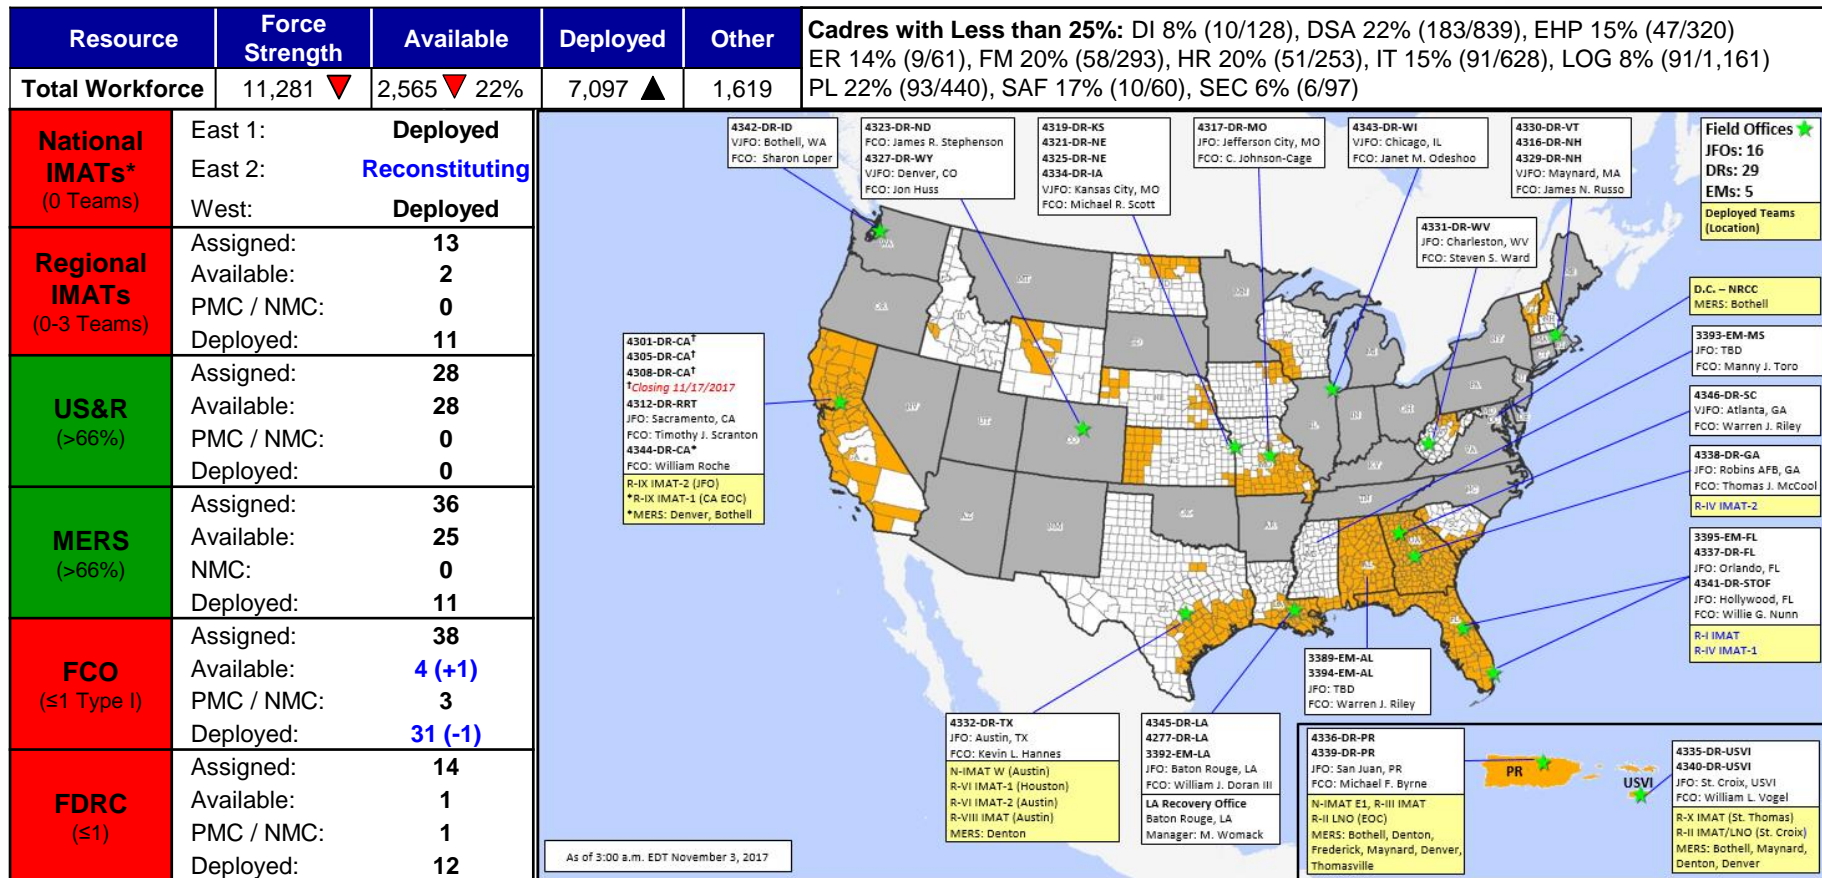 Resource Force Strength Available Deployed Other
Total Workforce 11,281 2,565 22% 7,097 1,619
Cadres with Less than 25%: DI 8% (10/128), DSA 22% (183/839), EHP 15% (47/320)
ER 14% (9/61), FM 20% (58/293), HR 20% (51/253), IT 15% (91/628), LOG 8% (91/1,161)
PL 22% (93/440), SAF 17% (10/60), SEC 6% (6/97)
National IMATs*
(0 Teams)
East 1: Deployed
East 2: Reconstituting
West: Deployed
Regional IMATs
(0-3 Teams)
Assigned: 13
Available: 2
PMC / NMC: 0
Deployed: 11
US&R
(>66%)
Assigned: 28
Available: 28
PMC / NMC: 0
Deployed: 0
MERS
(>66%)
Assigned: 36
Available: 25
NMC: 0
Deployed: 11
FCO
(≤1 Type I)
Assigned: 38
Available: 4 (+1)
PMC / NMC: 3
Deployed: 31 (-1)
FDRC
(≤1)
Assigned: 14
Available: 1
PMC / NMC: 1
Deployed: 12
4342-DR-ID
VJFO: Bothell, WA
FCO: Sharon Loper
4323-DR-ND
FCO: James R. Stephenson
4327-DR-WY
VJFO: Denver, CO
FCO: Jon Huss
4319-DR-KS
4321-DR-NE
4325-DR-NE
4334-DR-IA
VJFO: Kansas City, MO
FCO: Michael R. Scott
4317-DR-MO
JFO: Jefferson City, MO
FCO: C. Johnson-Cage
4343-DR-WI
VJFO: Chicago, IL
FCO: Janet M. Odeshoo
4330-DR-VT
4316-DR-NH
4329-DR-NH
VJFO: Maynard, MA
FCO: James N. Russo
Field Offices
JFOs: 16
DRs: 29
EMs: 5
Deployed Teams
(Location)
4331-DR-WV
JFO: Charleston, WV
FCO: Steven S. Ward
D.C. – NRCC
MERS: Bothell
3393-EM-MS
JFO: TBD
FCO: Manny J. Toro
4346-DR-SC
VJFO: Atlanta, GA
FCO: Warren J. Riley
4338-DR-GA
JFO: Robins AFB, GA
FCO: Thomas J. McCool
R-IV IMAT-2
3395-EM-FL
4337-DR-FL
JFO: Orlando, FL
4341-DR-STOF
JFO: Hollywood, FL
FCO: Willie G. Nunn
R-I IMAT
R-IV IMAT-1
4301-DR-CA†
4305-DR-CA†
4308-DR-CA†
†Closing 11/17/2017
4312-DR-RRT
JFO: Sacramento, CA
FCO: Timothy J. Scranton
4344-DR-CA*
FCO: William Roche
R-IX IMAT-2 (JFO)
*R-IX IMAT-1 (CA EOC)
*MERS: Denver, Bothell
3389-EM-AL
3394-EM-AL
JFO: TBD
FCO: Warren J. Riley
4332-DR-TX
JFO: Austin, TX
FCO: Kevin L. Hannes
N-IMAT W (Austin)
R-VI IMAT-1 (Houston)
R-VI IMAT-2 (Austin)
R-VIII IMAT (Austin)
MERS: Denton
4345-DR-LA
4277-DR-LA
3392-EM-LA
JFO: Baton Rouge, LA
FCO: William J. Doran III
LA Recovery Office
Baton Rouge, LA
Manager: M. Womack
4336-DR-PR
4339-DR-PR
JFO: San Juan, PR
FCO: Michael F. Byrne
N-IMAT E1, R-III IMAT
R-II LNO (EOC)
MERS: Bothell, Denton,
Frederick, Maynard, Denver,
Thomasville
PR
USVI
4335-DR-USVI
4340-DR-USVI
JFO: St. Croix, USVI
FCO: William L. Vogel
R-X IMAT (St. Thomas)
R-II IMAT/LNO (St. Croix)
MERS: Bothell, Maynard,
Denton, Denver
As of 3:00 a.m. EDT November 3, 2017